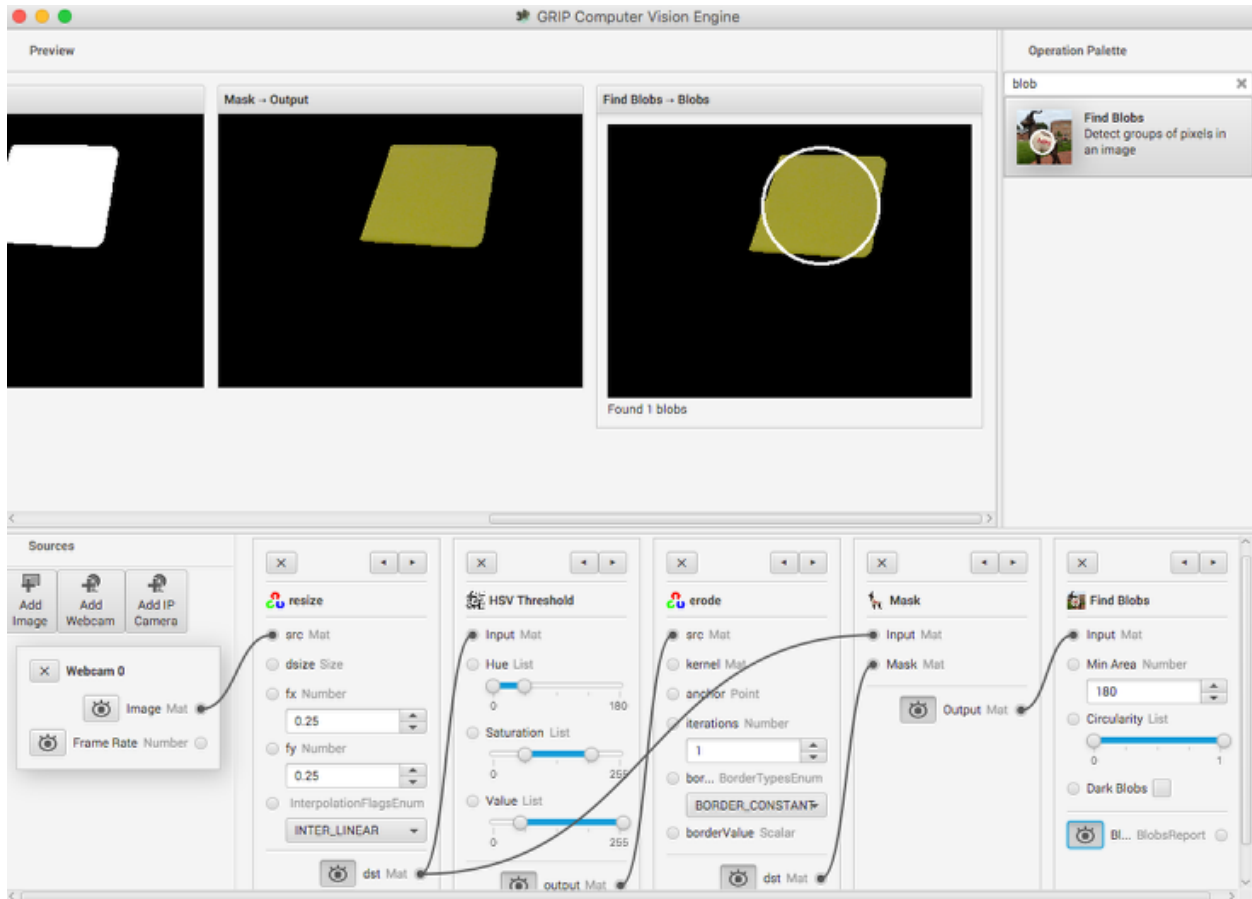 GRIP Computer Vision Engine
Preview
Operation Palette
blob
Find Blobs
Detect groups of pixels in
an image
Mask → Output
Find Blobs → Blobs
Found 1 blobs
Sources
Add
Image
Add
Webcam
Add IP
Camera
Webcam 0
Image Mat
Frame Rate Number
resize
src Mat
dsize Size
fx Number
0.25
fy Number
0.25
InterpolationFlagsEnum
INTER_LINEAR
dst Mat
HSV Threshold
Input Mat
Hue List
0 180
Saturation List
0 255
Value List
0 255
output Mat
erode
src Mat
kernel Mat
anchor Point
iterations Number
1
bor... BorderTypesEnum
BORDER_CONSTANT
borderValue Scalar
dst Mat
Mask
Input Mat
Mask Mat
Output Mat
Find Blobs
Input Mat
Min Area Number
180
Circularity List
0 1
Dark Blobs
Bl... BlobsReport